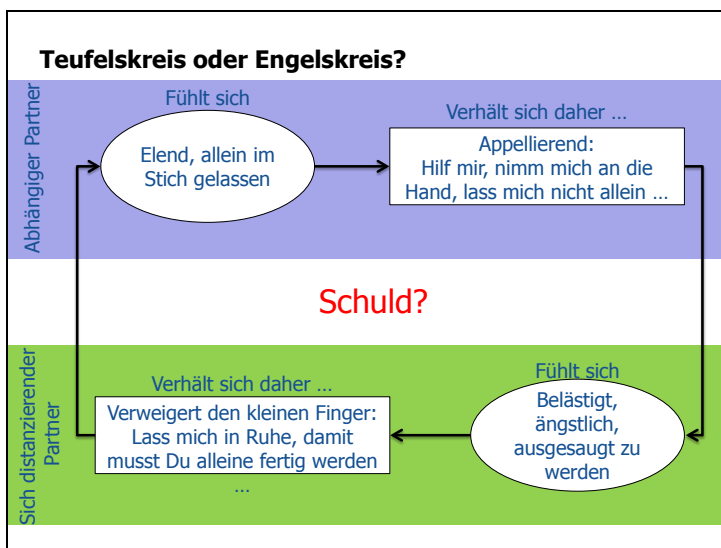 Teufelskreis oder Engelskreis?
Abhängiger Partner
Fühlt sich
Elend, allein im
Stich gelassen
Verhält sich daher ...
Appellierend:
Hilf mir, nimm mich an die
Hand, lass mich nicht allein ...
Schuld?
Sich distanzierender
Partner
Verhält sich daher ...
Verweigert den kleinen Finger:
Lass mich in Ruhe, damit
musst Du alleine fertig werden
...
Fühlt sich
Belästigt,
ängstlich,
ausgesaugt zu
werden